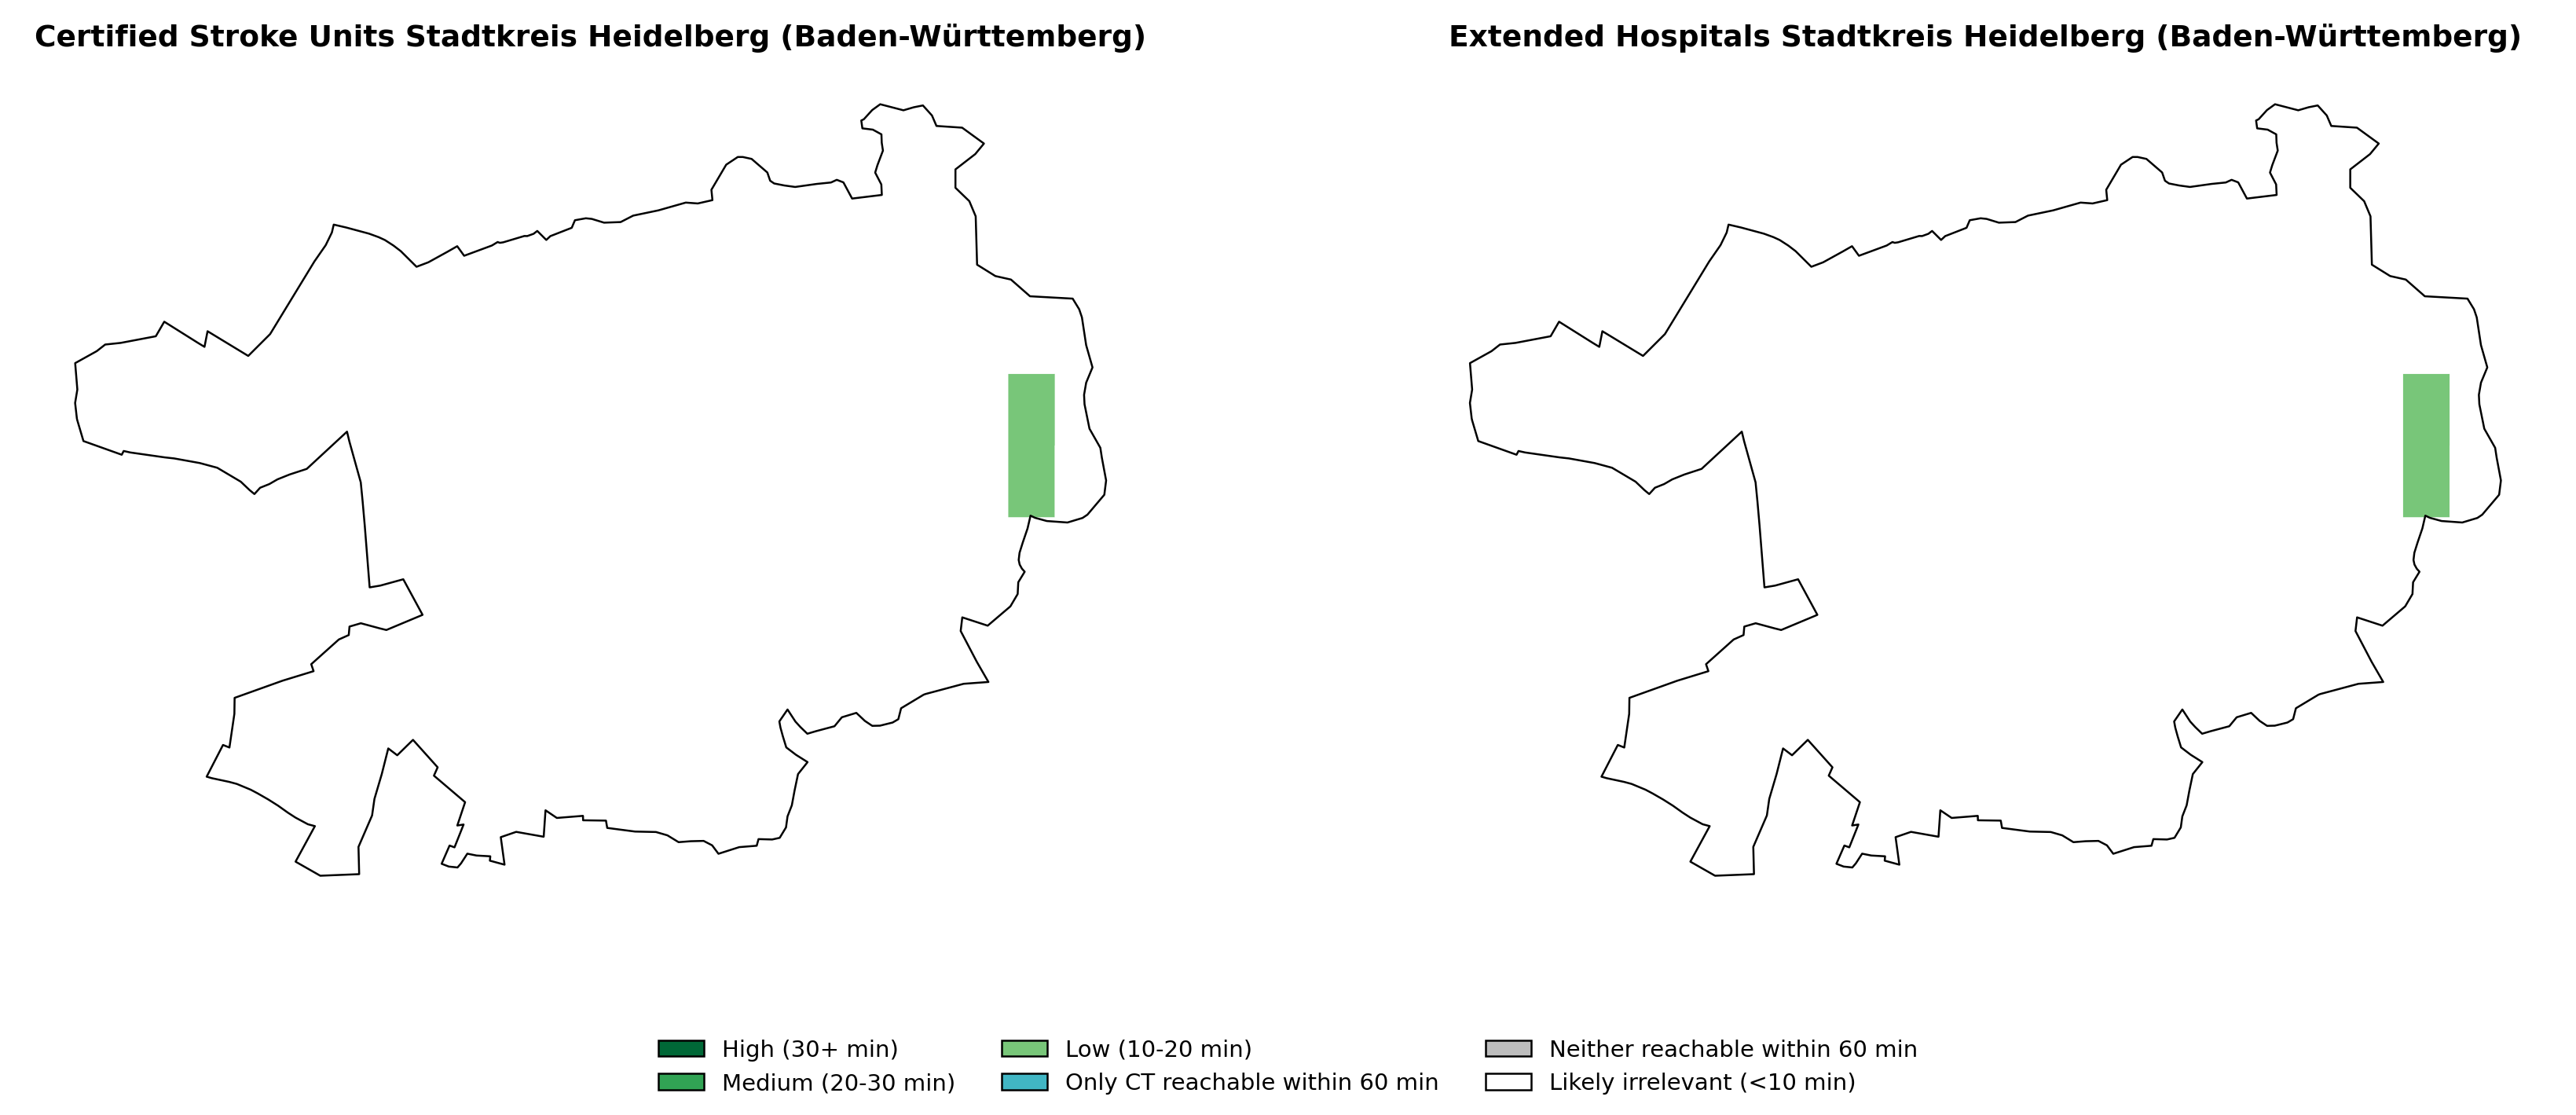 Certified Stroke Units Stadtkreis Heidelberg (Baden-Württemberg)
Extended Hospitals Stadtkreis Heidelberg (Baden-Württemberg)
High (30+ min)
Medium (20-30 min)
Low (10-20 min)
Only CT reachable within 60 min
Neither reachable within 60 min
Likely irrelevant (<10 min)